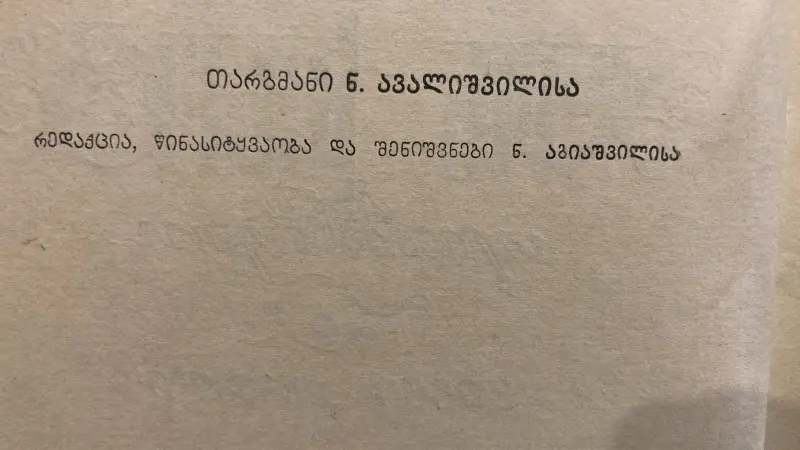 თარგმანი ნ. ავალიშვილისა
რედაქცია, წინასიტყვაობა და შენიშვნები ნ. აგიაშვილისა